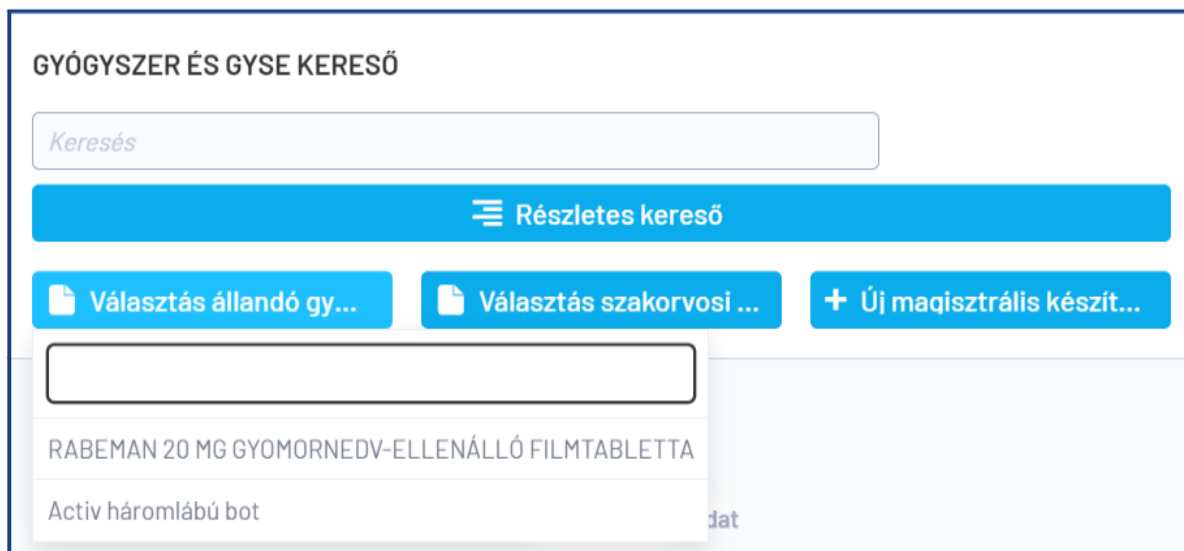 GYÓGYSZER ÉS GYSE KERESŐ
Keresés
Részletes kereső
Választás állandó gy...
Választás szakorvosi ...
+ Új magisztrális készít...
RABEMAN 20 MG GYOMORNEDV-ELLENÁLLÓ FILMTABLETTA
Activ háromlábú bot